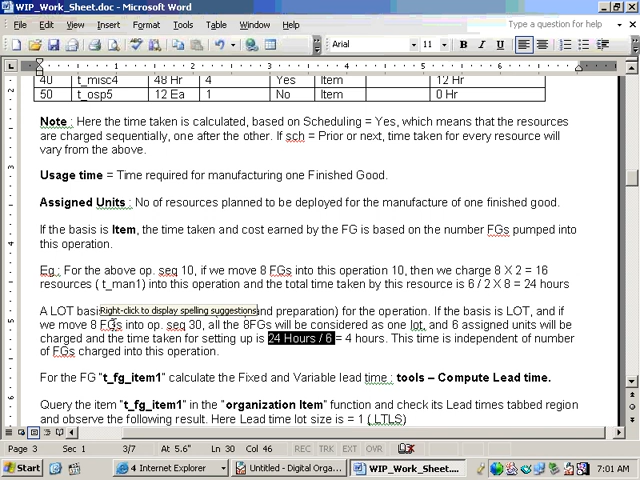 WIP_Work_Sheet.doc - Microsoft Word
File Edit View Insert Format Tools Table Window Help Type a question for help
Arial 11 B I U
40 t_misc4 48 Hr 4 Yes Item 12 Hr
50 t_osp5 12 Ea 1 No Item 0 Hr
Note : Here the time taken is calculated, based on Scheduling = Yes, which means that the resources
are charged sequentially, one after the other. If sch = Prior or next, time taken for every resource will
vary from the above.
Usage time = Time required for manufacturing one Finished Good.
Assigned Units : No of resources planned to be deployed for the manufacture of one finished good.
If the basis is Item, the time taken and cost earned by the FG is based on the number FGs pumped into
this operation.
Eg : For the above op. seq 10, if we move 8 FGs into this operation 10, then we charge 8 X 2 = 16
resources ( t_man1) into this operation and the total time taken by this resource is 6 / 2 X 8 = 24 hours
Right-click to display spelling suggestions
A LOT basi and preparation) for the operation. If the basis is LOT, and if
we move 8 FGs into op. seq 30, all the 8FGs will be considered as one lot, and 6 assigned units will be
charged and the time taken for setting up is 24 Hours / 6 = 4 hours. This time is independent of number
of FGs charged into this operation.
For the FG "t_fg_item1" calculate the Fixed and Variable lead time : tools – Compute Lead time.
Query the item "t_fg_item1" in the "organization Item" function and check its Lead times tabbed region
and observe the following result. Here Lead time lot size is = 1 ( LTLS)
Page 3 Sec 1 3/7 At 5.6" Ln 30 Col 46 REC TRK EXT OVR
Start 4 Internet Explorer Untitled - Digital Orga... WIP_Work_Sheet.... 7:01 AM